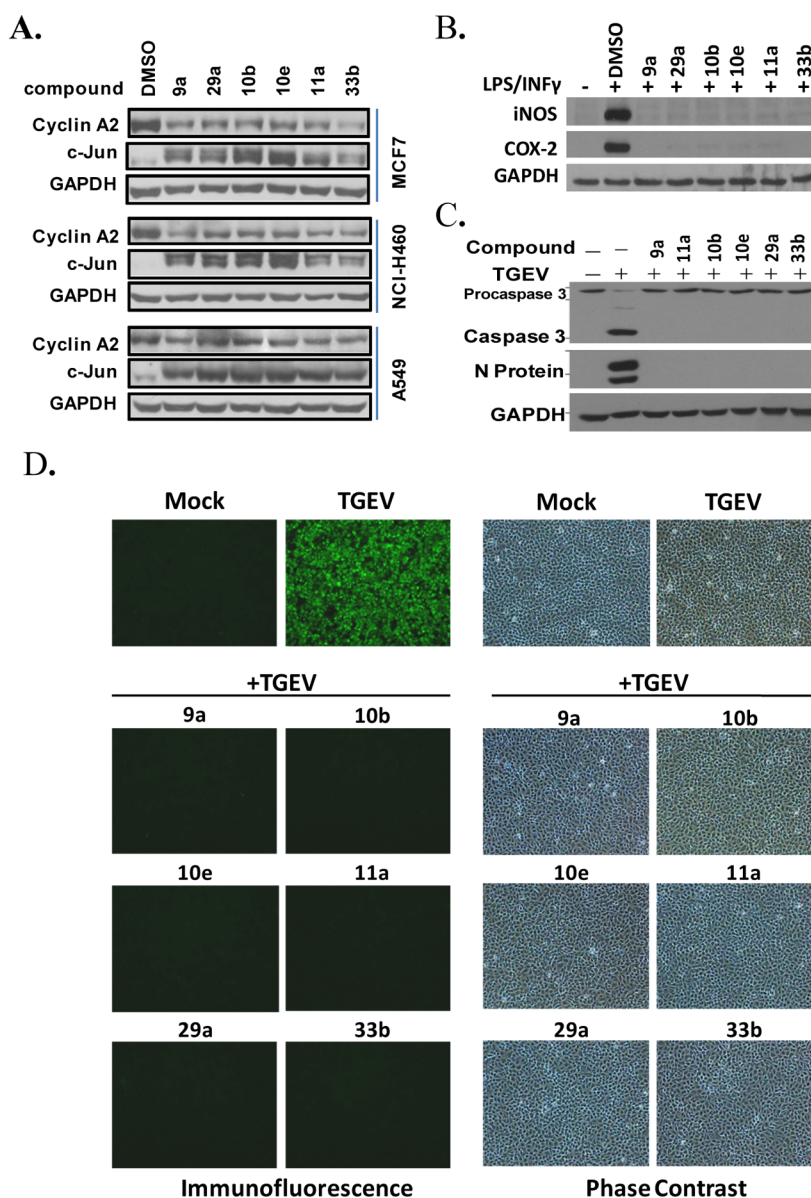 A.
compound DMSO 9a 29a 10b 10e 11a 33b
Cyclin A2
c-Jun
GAPDH
MCF7
Cyclin A2
c-Jun
GAPDH
NCI-H460
Cyclin A2
c-Jun
GAPDH
A549
B.
LPS/INFγ - + DMSO + 9a + 29a + 10b + 10e + 11a + 33b
iNOS
COX-2
GAPDH
C.
Compound — — 9a 11a 10b 10e 29a 33b
TGEV — + + + + + + +
Procaspase 3
Caspase 3
N Protein
GAPDH
D.
Mock TGEV Mock TGEV
+TGEV +TGEV
9a 10b 9a 10b
10e 11a 10e 11a
29a 33b 29a 33b
Immunofluorescence Phase Contrast